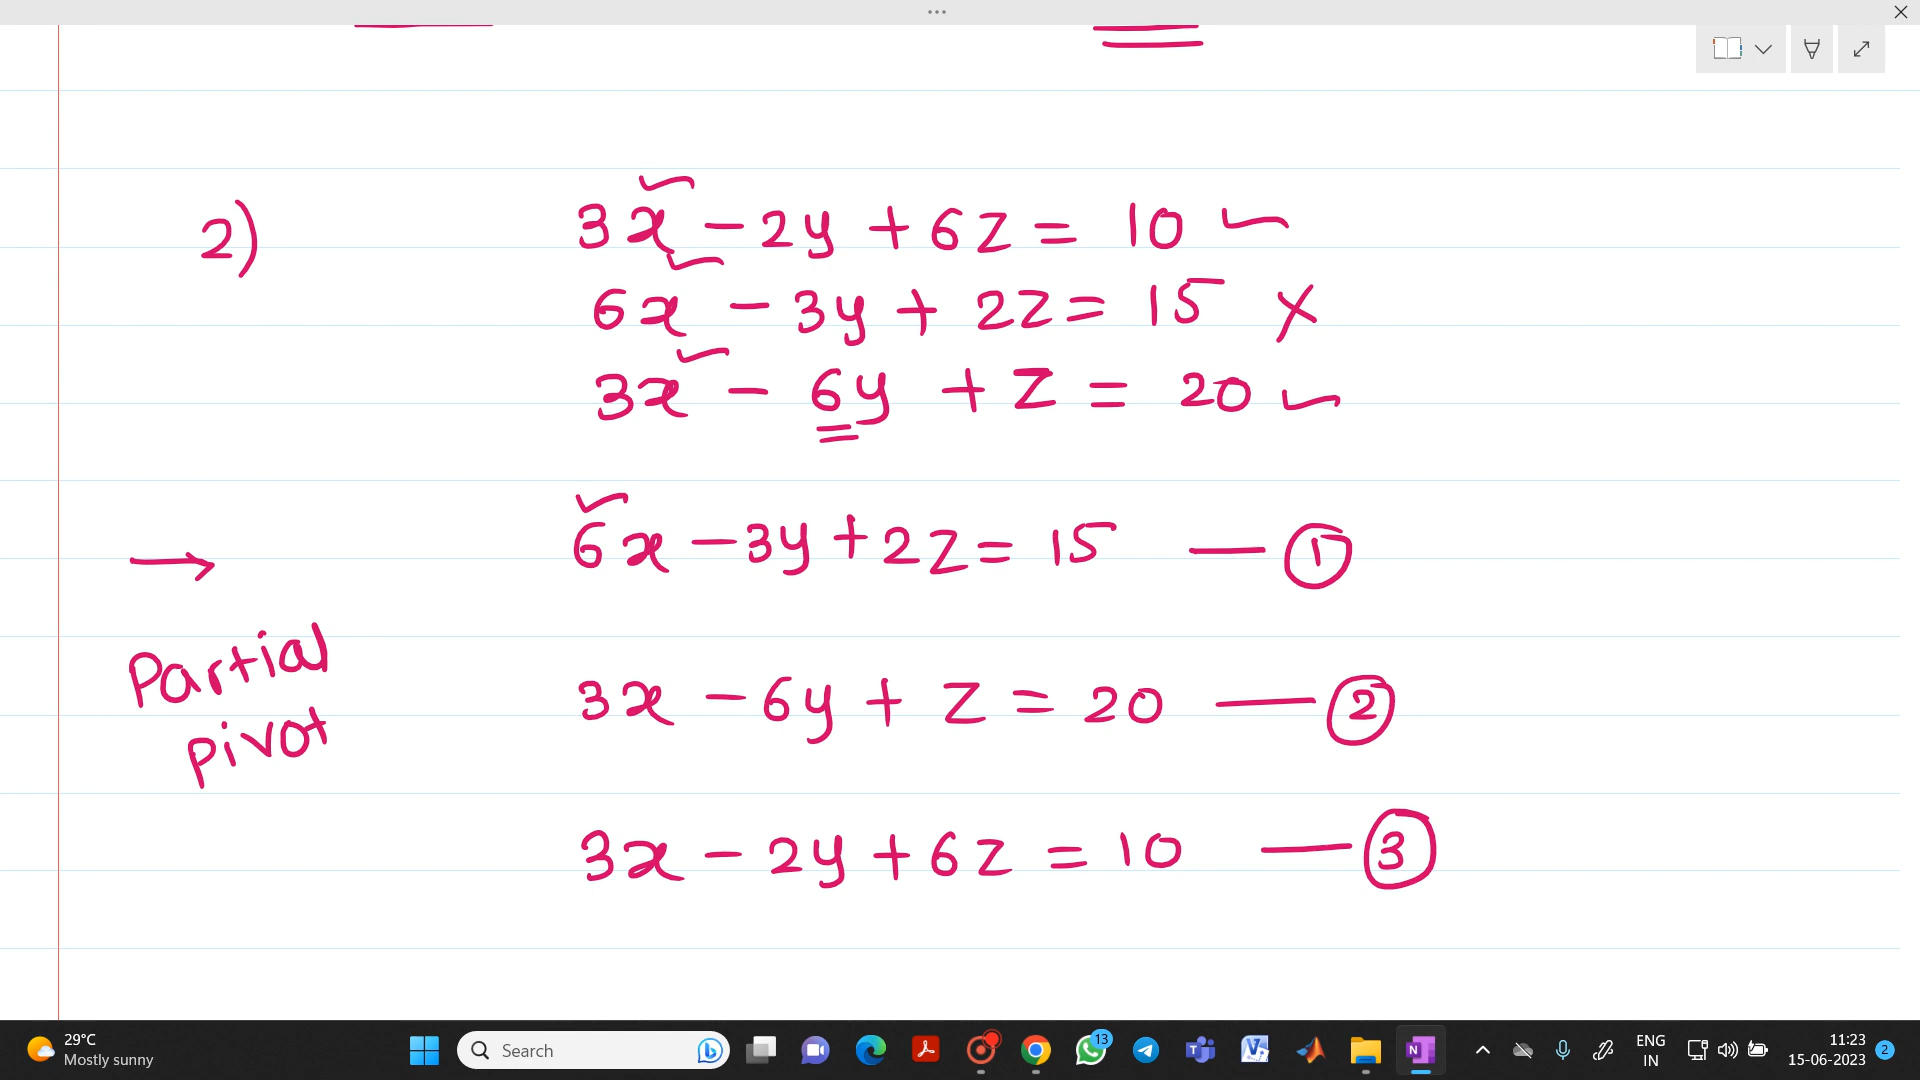 2)
3x - 2y + 6z = 10 ✓
6x - 3y + 2z = 15 ×
3x - 6y + z = 20 ✓
→ 6x - 3y + 2z = 15 — ①
Partial
pivot
3x - 6y + z = 20 — ②
3x - 2y + 6z = 10 — ③
29°C
Mostly sunny
Search
13
ENG
IN
11:23
15-06-2023
2